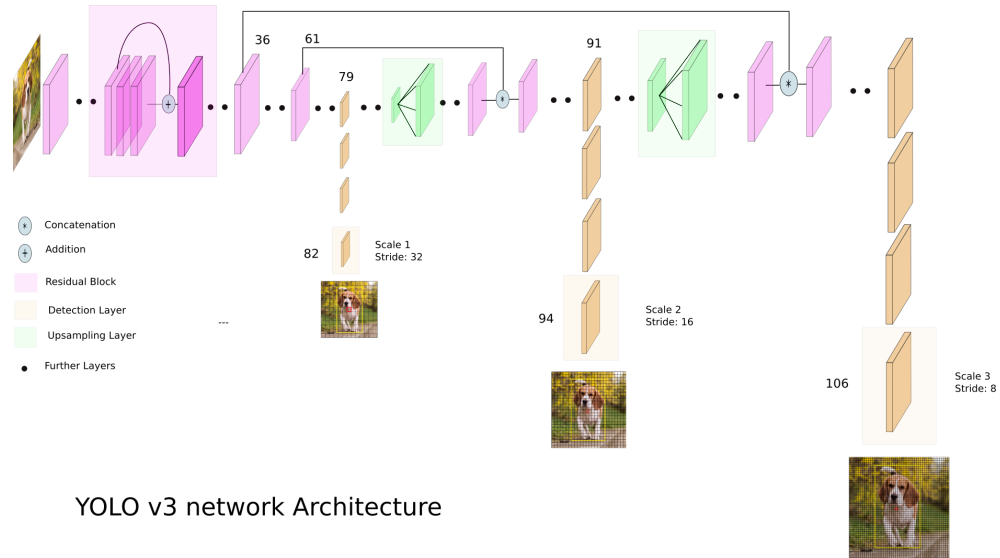 36
61
79
91
*
*
+
* Concatenation
+ Addition
Residual Block
Detection Layer
Upsampling Layer
Further Layers
---
82
Scale 1
Stride: 32
94
Scale 2
Stride: 16
106
Scale 3
Stride: 8
YOLO v3 network Architecture